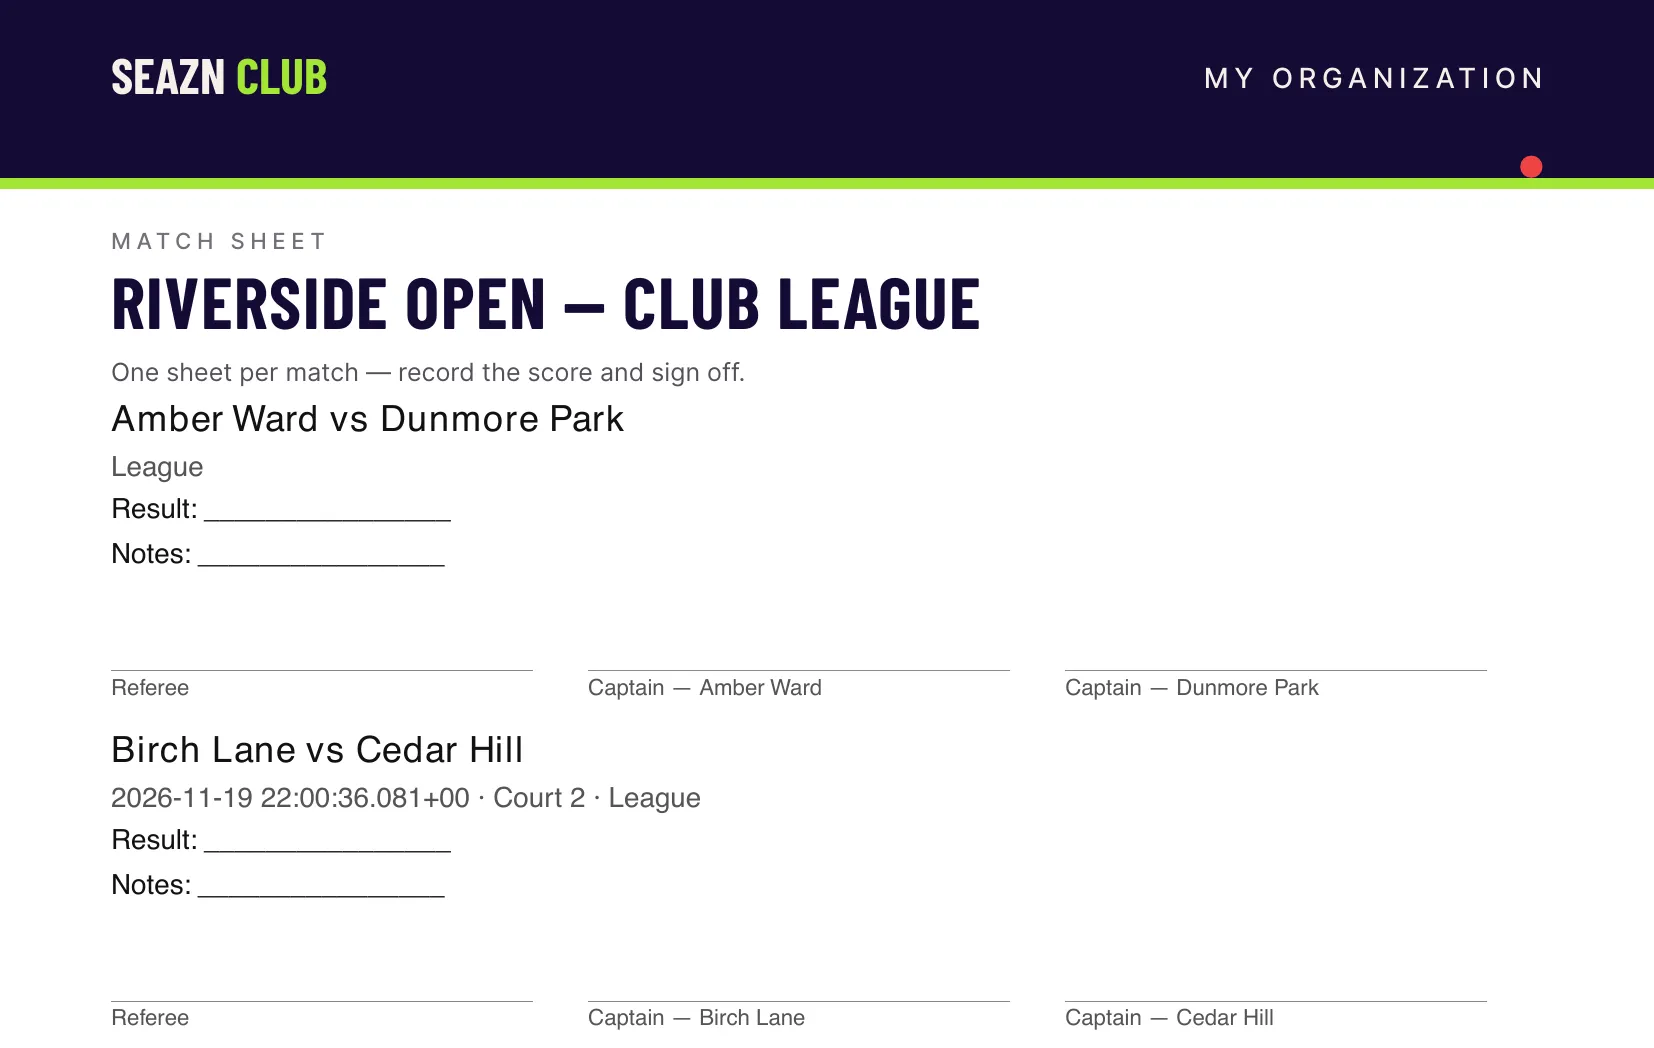 SEAZN CLUB
MY ORGANIZATION
MATCH SHEET
RIVERSIDE OPEN — CLUB LEAGUE
One sheet per match — record the score and sign off.
Amber Ward vs Dunmore Park
League
Result: ________________
Notes: ________________
Referee
Captain — Amber Ward
Captain — Dunmore Park
Birch Lane vs Cedar Hill
2026-11-19 22:00:36.081+00 · Court 2 · League
Result: ________________
Notes: ________________
Referee
Captain — Birch Lane
Captain — Cedar Hill